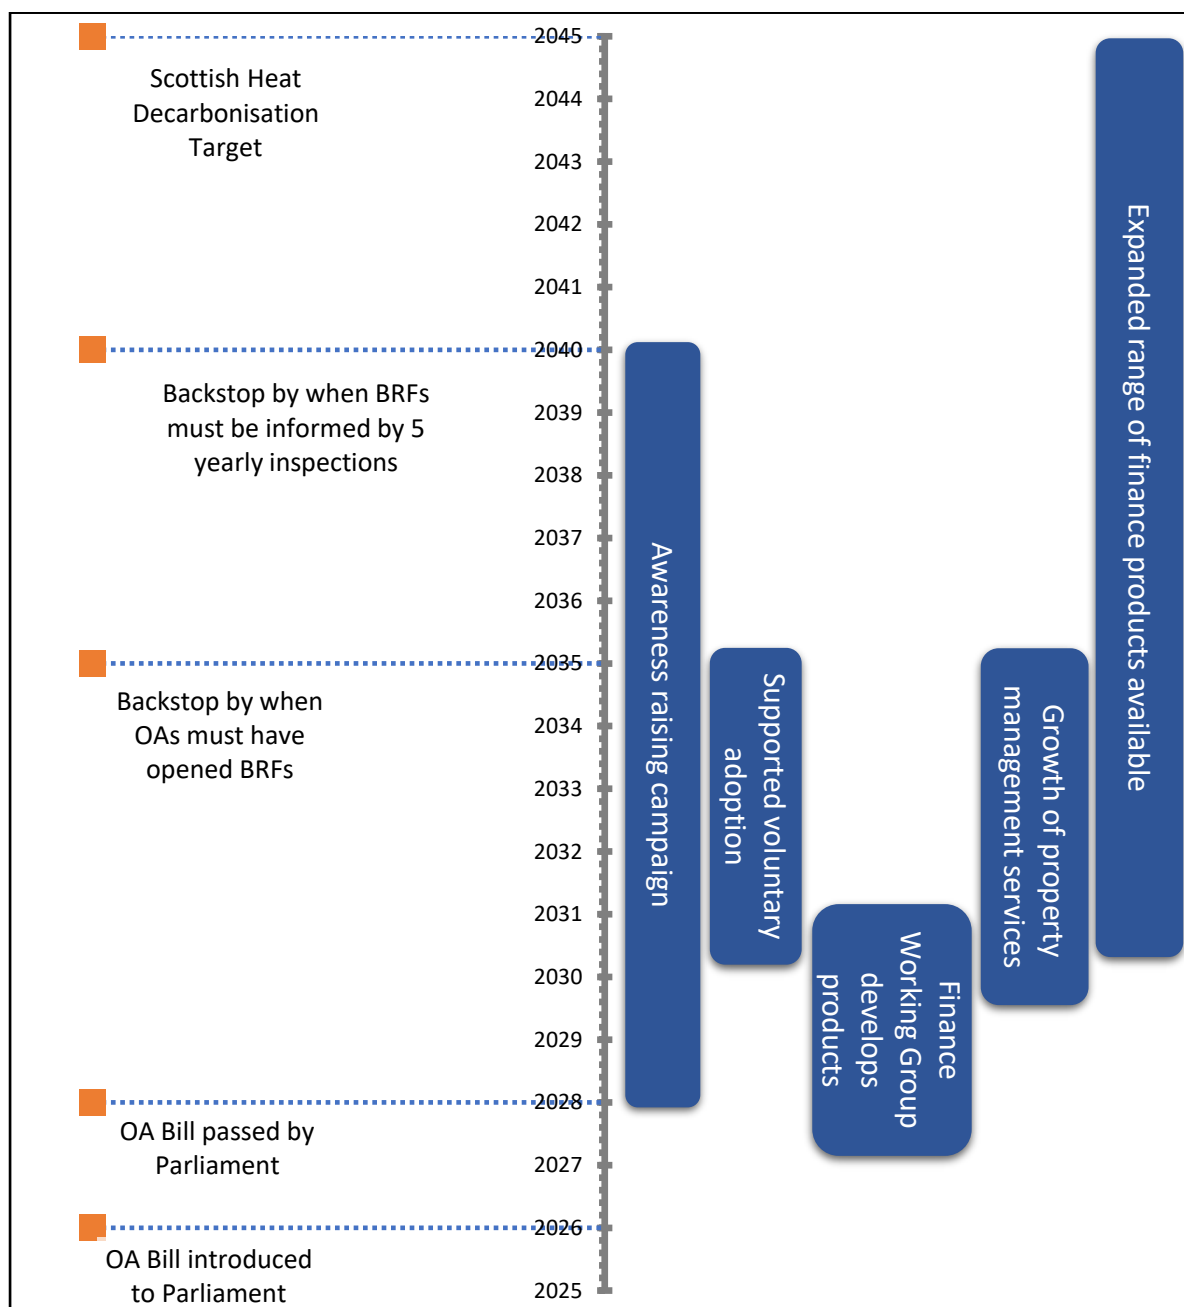 2045
Scottish Heat
Decarbonisation
Target
2044
2043
2042
2041
2040
Backstop by when BRFs
must be informed by 5
yearly inspections
2039
2038
2037
2036
2035
Backstop by when
OAs must have
opened BRFs
2034
2033
2032
2031
2030
2029
2028
OA Bill passed by
Parliament
2027
2026
OA Bill introduced
to Parliament
2025
Awareness raising campaign
Supported voluntary
adoption
Finance
Working Group
develops
products
Growth of property
management services
Expanded range of finance products available